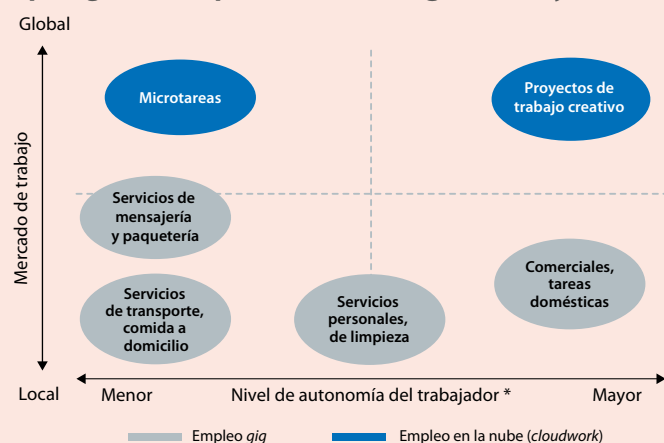 Global
Microtareas
Proyectos de
trabajo creativo
Mercado de trabajo
Servicios de
mensajería
y paquetería
Servicios
de transporte,
comida a
domicilio
Servicios
personales,
de limpieza
Comerciales,
tareas
domésticas
Local
Menor
Nivel de autonomía del trabajador *
Mayor
Empleo gig
Empleo en la nube (cloudwork)